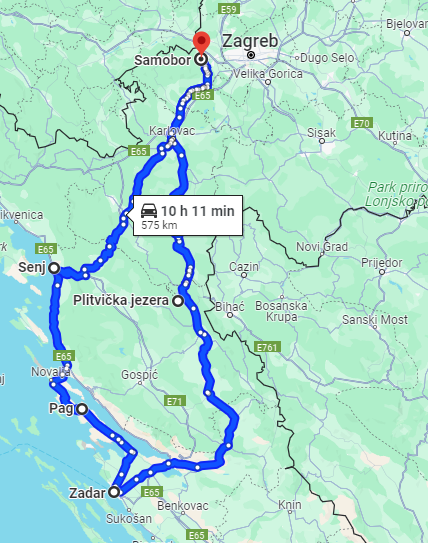 E59
Zagreb
Bjelovar
Samobor
Dugo Selo
Velika Gorica
E65
Karlovac
E70
Sisak
Kutina
E65
Park priro
Lonjsko po
10 h 11 min
575 km
vikvenica
Novi Grad
E65
Senj
Cazin
Prijedor
Plitvička jezera
Bihać
Bosanska
Krupa
Sanski Most
E761
E65
Gospić
E71
Pag
Zadar
E65
Benkovac
Sukošan
Knin
E65